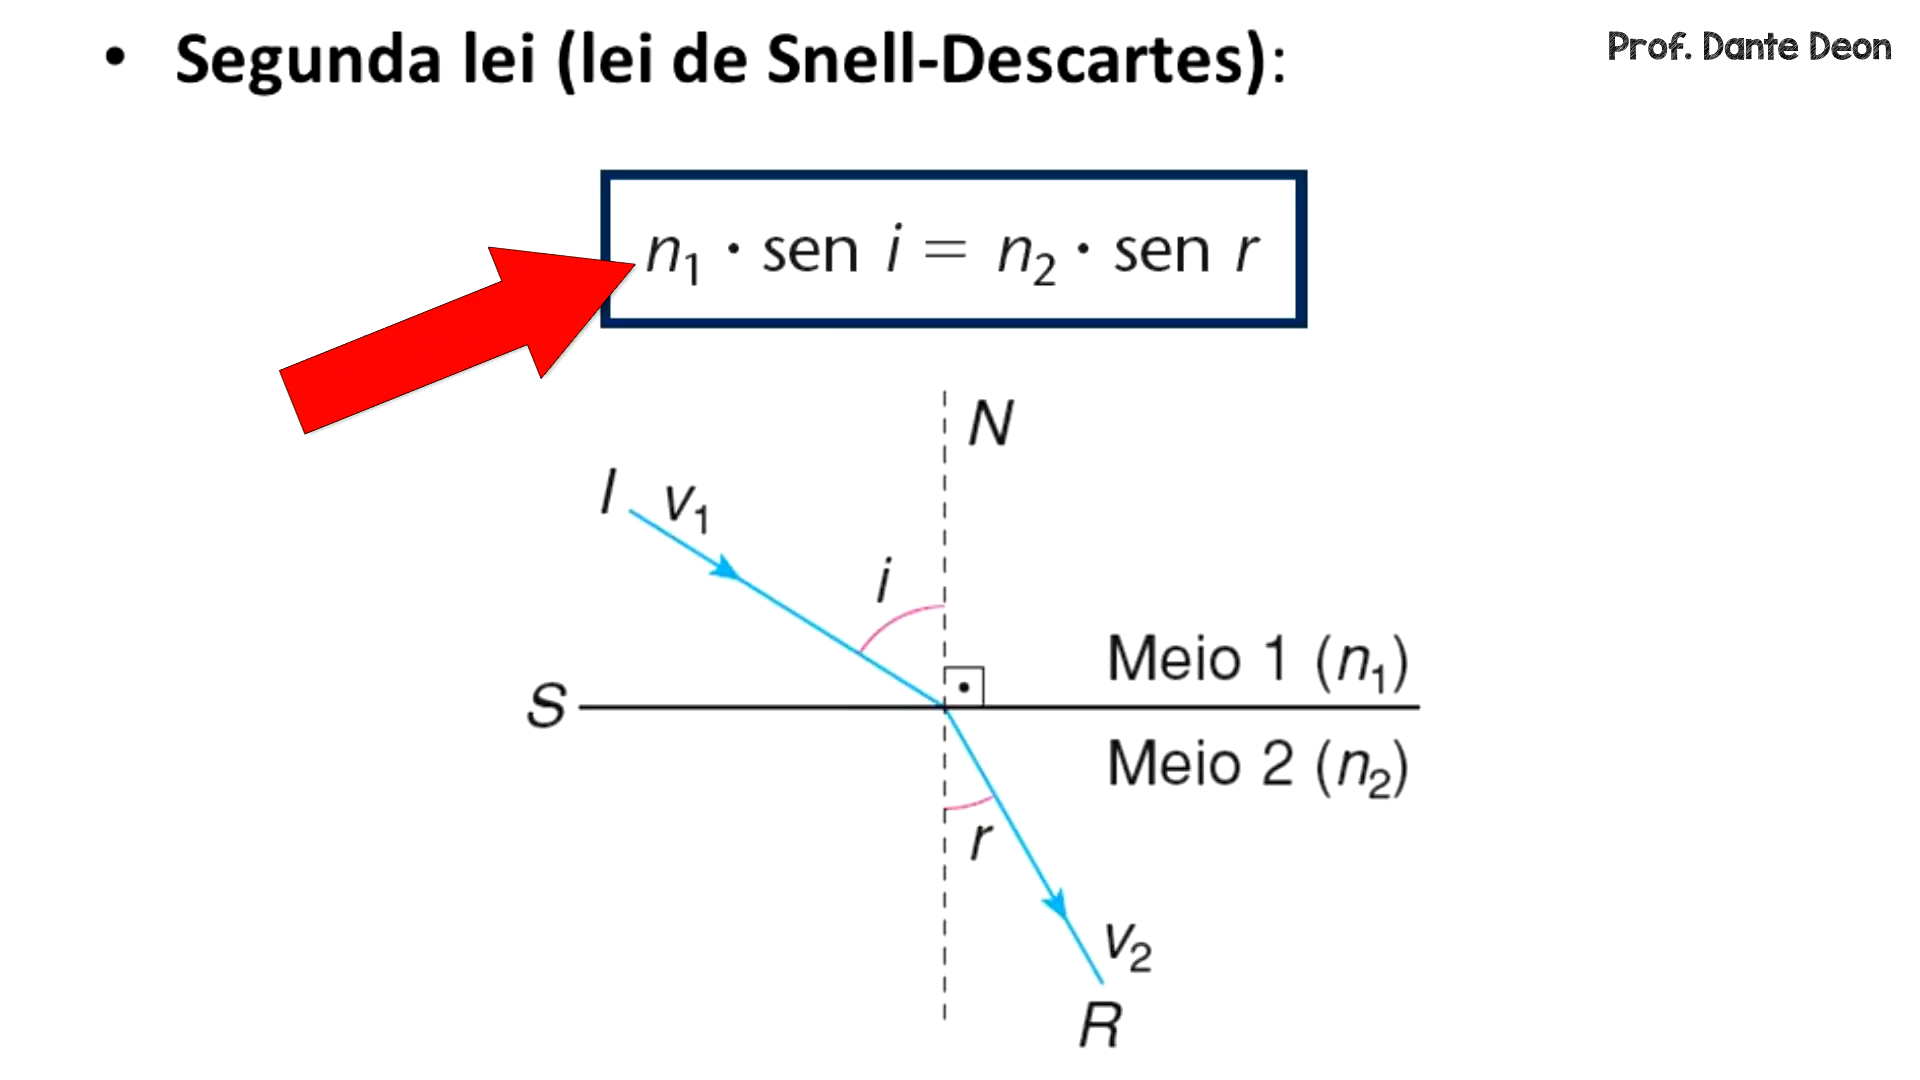 • Segunda lei (lei de Snell-Descartes):
Prof. Dante Deon
n₁ · sen i = n₂ · sen r
N
I
v₁
i
Meio 1 (n₁)
S
Meio 2 (n₂)
r
v₂
R